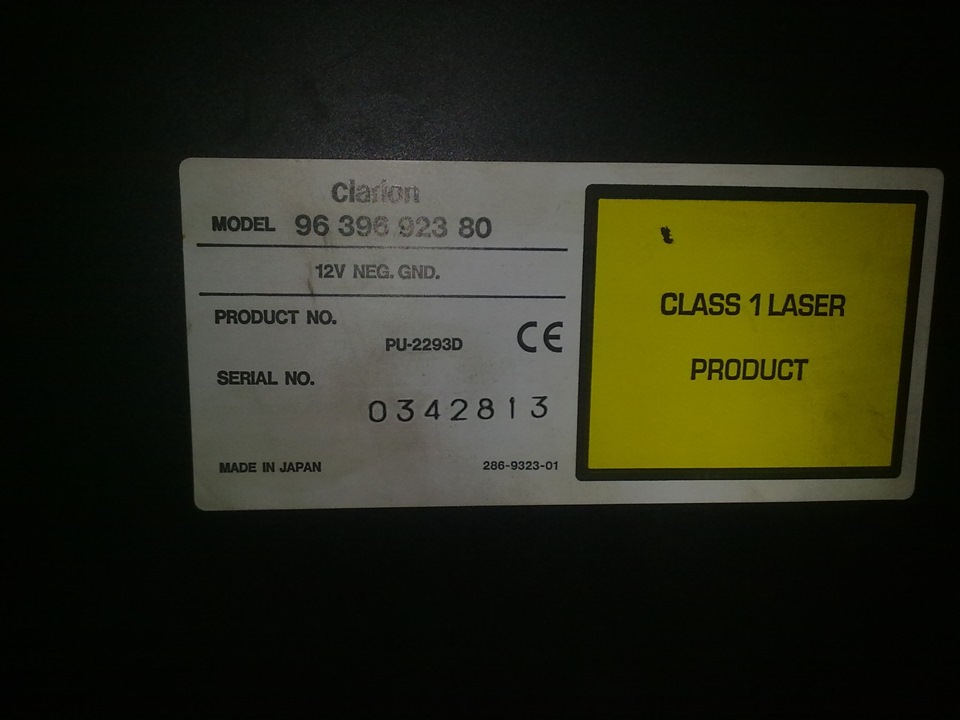 Clarion
MODEL 96 396 923 80
12V NEG. GND.
PRODUCT NO.
PU-2293D
CE
SERIAL NO.
0342813
MADE IN JAPAN
286-9323-01
CLASS 1 LASER
PRODUCT